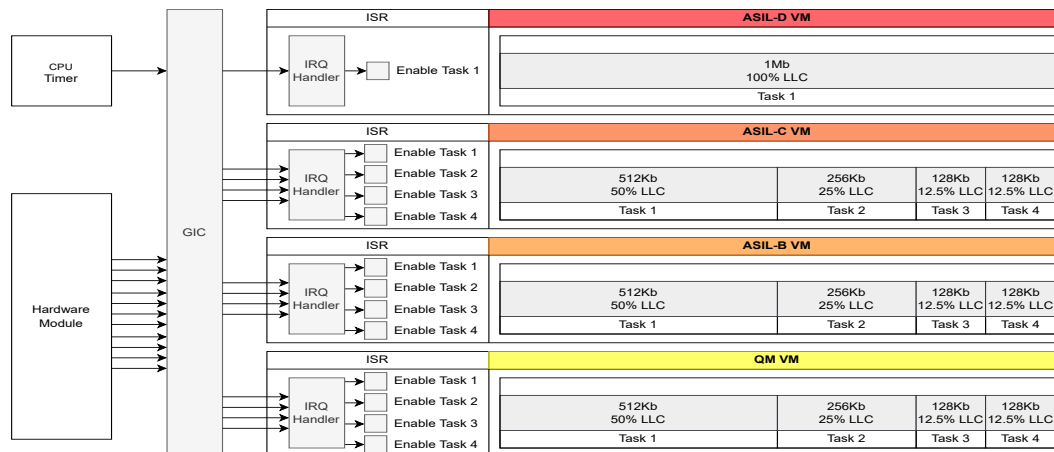 CPU
Timer
Hardware
Module
GIC
ISR
ASIL-D VM
IRQ
Handler
Enable Task 1
1Mb
100% LLC
Task 1
ISR
ASIL-C VM
IRQ
Handler
Enable Task 1
Enable Task 2
Enable Task 3
Enable Task 4
512Kb
50% LLC
Task 1
256Kb
25% LLC
Task 2
128Kb
12.5% LLC
Task 3
128Kb
12.5% LLC
Task 4
ISR
ASIL-B VM
IRQ
Handler
Enable Task 1
Enable Task 2
Enable Task 3
Enable Task 4
512Kb
50% LLC
Task 1
256Kb
25% LLC
Task 2
128Kb
12.5% LLC
Task 3
128Kb
12.5% LLC
Task 4
ISR
QM VM
IRQ
Handler
Enable Task 1
Enable Task 2
Enable Task 3
Enable Task 4
512Kb
50% LLC
Task 1
256Kb
25% LLC
Task 2
128Kb
12.5% LLC
Task 3
128Kb
12.5% LLC
Task 4